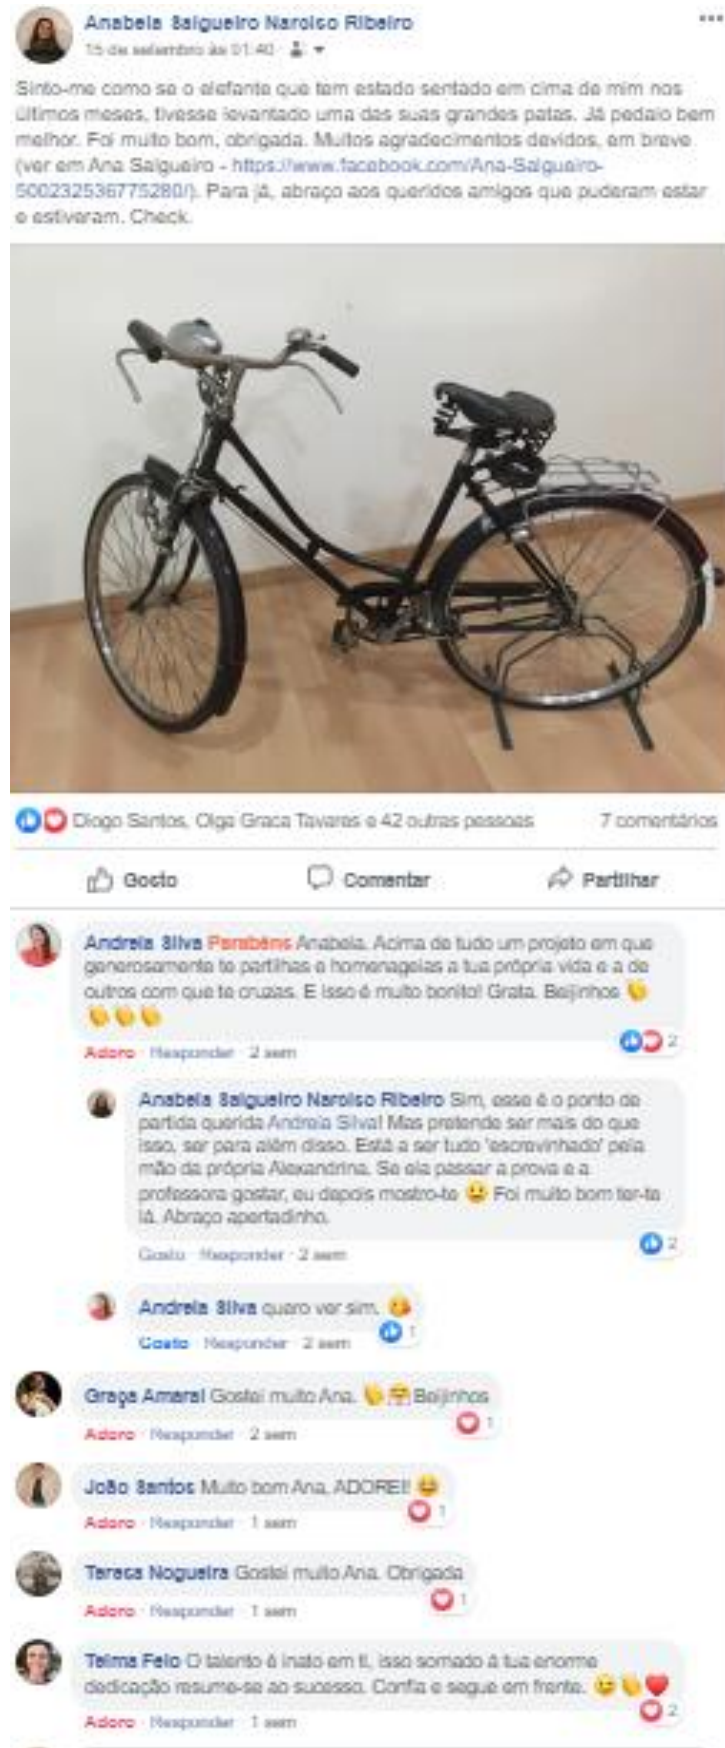 Anabela Salgueiro Narciso Ribeiro
15 de setembro às 01:40
Sinto-me como se o elefante que tem estado sentado em cima de mim nos
últimos meses, tivesse levantado uma das suas grandes patas. Já pedalo bem
melhor. Foi muito bom, obrigada. Muitos agradecimentos devidos, em breve
(ver em Ana Salgueiro - https://www.facebook.com/Ana-Salgueiro-
500232536775280/). Para já, abraço aos queridos amigos que puderam estar
e estiveram. Check.
Diogo Santos, Olga Graca Tavares e 42 outras pessoas 7 comentários
Gosto Comentar Partilhar
Andreia Silva Parabéns Anabela. Acima de tudo um projeto em que
generosamente te partilhas e homenageias a tua própria vida e a de
outros com que te cruzas. E isso é muito bonito! Grata. Beijinhos
2
Adoro · Responder · 2 sem
Anabela Salgueiro Narciso Ribeiro Sim, esse é o ponto de
partida querida Andreia Silva! Mas pretende ser mais do que
isso, ser para além disso. Está a ser tudo 'escrevinhado' pela
mão da própria Alexandrina. Se ela passar a prova e a
professora gostar, eu depois mostro-te Foi muito bom ter-te
lá. Abraço apertadinho.
2
Gosto · Responder · 2 sem
Andreia Silva quero ver sim.
1
Gosto · Responder · 2 sem
Graça Amaral Gostei muito Ana. Beijinhos
1
Adoro · Responder · 2 sem
João Santos Muito bom Ana, ADOREI!
1
Adoro · Responder · 1 sem
Teresa Nogueira Gostei muito Ana. Obrigada
1
Adoro · Responder · 1 sem
Telma Feio O talento é inato em ti, isso somado á tua enorme
dedicação resume-se ao sucesso. Confia e segue em frente.
2
Adoro · Responder · 1 sem